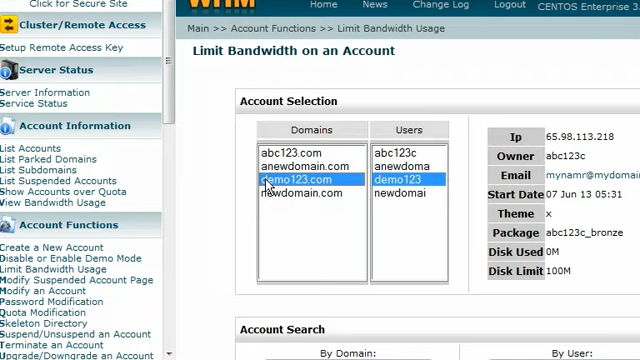 Click for Secure Site
Cluster/Remote Access
Setup Remote Access Key
Server Status
Server Information
Service Status
Account Information
List Accounts
List Parked Domains
List Subdomains
List Suspended Accounts
Show Accounts over Quota
View Bandwidth Usage
Account Functions
Create a New Account
Disable or Enable Demo Mode
Limit Bandwidth Usage
Modify Suspended Account Page
Modify an Account
Password Modification
Quota Modification
Skeleton Directory
Suspend/Unsuspend an Account
Terminate an Account
Upgrade/Downgrade an Account
WHM
Home News Change Log Logout CENTOS Enterprise 3.
Main >> Account Functions >> Limit Bandwidth Usage
Limit Bandwidth on an Account
Account Selection
Domains Users
abc123.com abc123c
anewdomain.com anewdoma
demo123.com demo123
newdomain.com newdomai
Ip 65.98.113.218
Owner abc123c
Email mynamr@mydomai
Start Date 07 Jun 13 05:31
Theme x
Package abc123c_bronze
Disk Used 0M
Disk Limit 100M
Account Search
By Domain: By User: